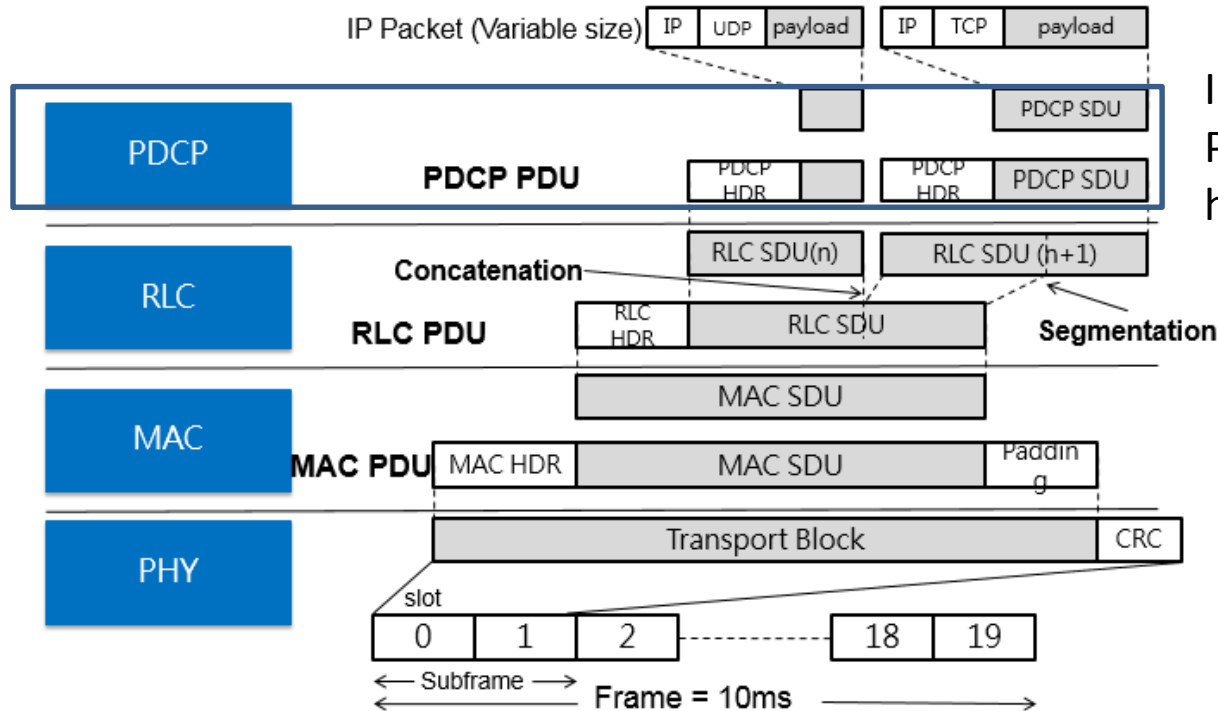 IP Packet (Variable size) IP UDP payload IP TCP payload
PDCP SDU
PDCP
PDCP PDU PDCP HDR PDCP HDR PDCP SDU
RLC SDU(n) RLC SDU (n+1)
Concatenation
RLC
RLC PDU RLC HDR RLC SDU
Segmentation
MAC SDU
MAC
MAC PDU MAC HDR MAC SDU Paddin
g
Transport Block CRC
PHY
slot
0 1 2 18 19
Subframe
Frame = 10ms